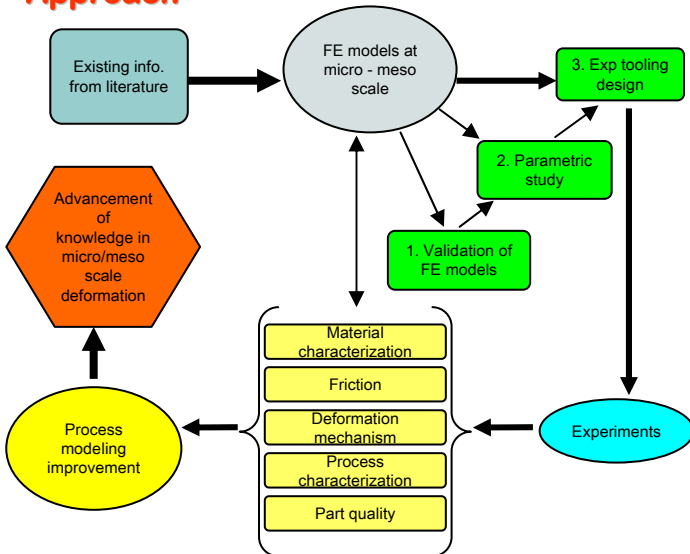 Approach
Existing info.
from literature
FE models at
micro - meso
scale
3. Exp tooling
design
2. Parametric
study
1. Validation of
FE models
Advancement
of
knowledge in
micro/meso
scale
deformation
Material
characterization
Friction
Deformation
mechanism
Process
characterization
Part quality
Process
modeling
improvement
Experiments